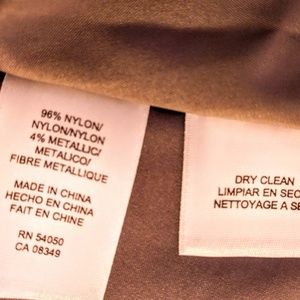 96% NYLON/
NYLON/NYLON
4% METALLIC/
METALICO/
FIBRE METALLIQUE
MADE IN CHINA
HECHO EN CHINA
FAIT EN CHINE
RN 54050
CA 08349
DRY CLEAN
LIMPIAR EN SEC
NETTOYAGE A SE